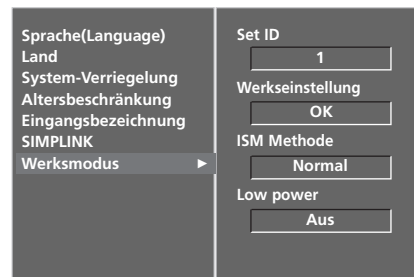 Sprache(Language)
Land
System-Verriegelung
Altersbeschränkung
Eingangsbezeichnung
SIMPLINK
Werksmodus ►
Set ID
1
Werkseinstellung
OK
ISM Methode
Normal
Low power
Aus